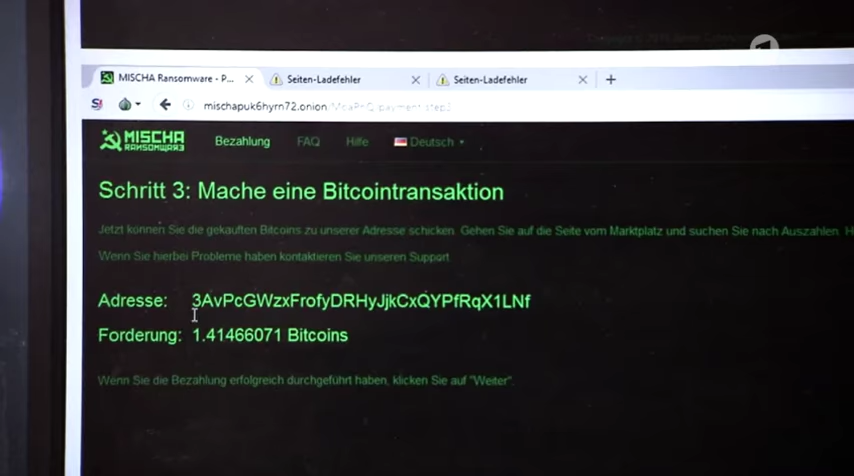 MISCHA Ransomware - P...
Seiten-Ladefehler
Seiten-Ladefehler
mischapuk6hyrn72.onion/
MISCHA
RANSOMWAR3
Bezahlung
FAQ
Hilfe
Deutsch
Schritt 3: Mache eine Bitcointransaktion
Jetzt können Sie die gekauften Bitcoins zu unserer Adresse schicken. Gehen Sie auf die Seite vom Marktplatz und suchen Sie nach Auszahlen. H
Wenn Sie hierbei Probleme haben kontaktieren Sie unseren Support
Adresse: 3AvPcGWzxFrofyDRHyJjkCxQYPfRqX1LNf
Forderung: 1.41466071 Bitcoins
Wenn Sie die Bezahlung erfolgreich durchgeführt haben, klicken Sie auf "Weiter".